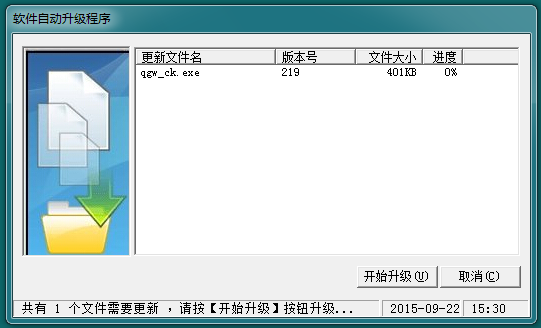 软件自动升级程序
更新文件名 版本号 文件大小 进度
qgw_ck.exe 219 401KB 0%
开始升级(U) 取消(C)
共有 1 个文件需要更新 ,请按【开始升级】按钮升级... 2015-09-22 15:30